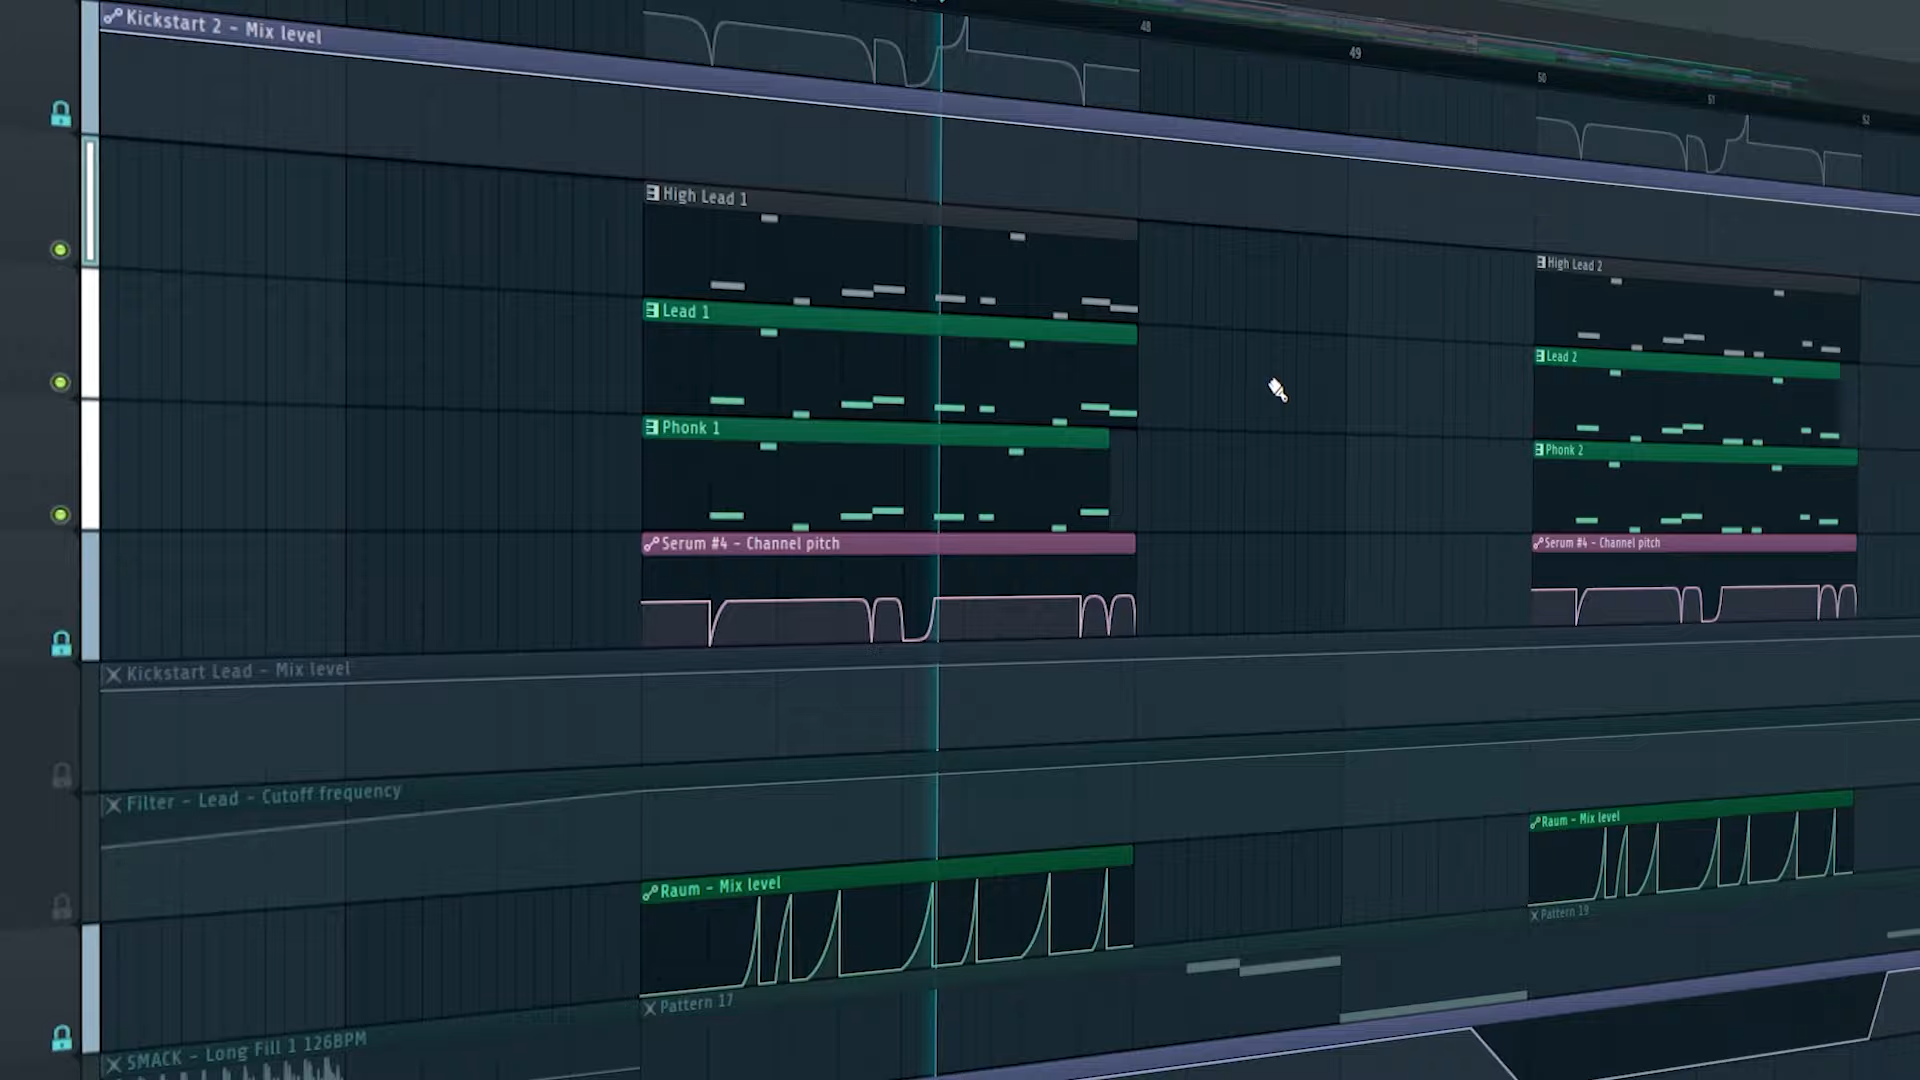 Kickstart 2 - Mix level
48
49
50
51
52
High Lead 1
High Lead 2
Lead 1
Lead 2
Phonk 1
Phonk 2
Serum #4 - Channel pitch
Serum #4 - Channel pitch
Kickstart Lead - Mix level
Filter - Lead - Cutoff frequency
Raum - Mix level
Raum - Mix level
Pattern 19
Pattern 17
SMACK - Long Fill 1 126BPM